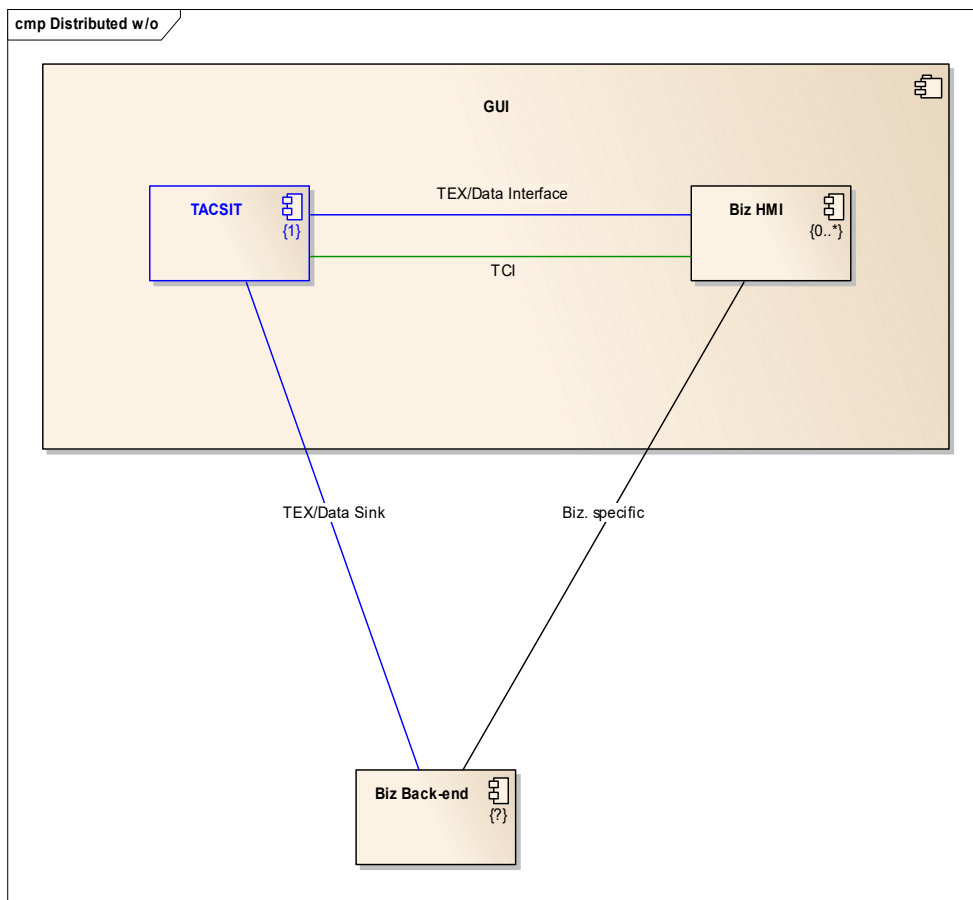 cmp Distributed w/o
GUI
TACSIT
{1}
TEX/Data Interface
Biz HMI
{0..*}
TCI
TEX/Data Sink
Biz. specific
Biz Back-end
{?}